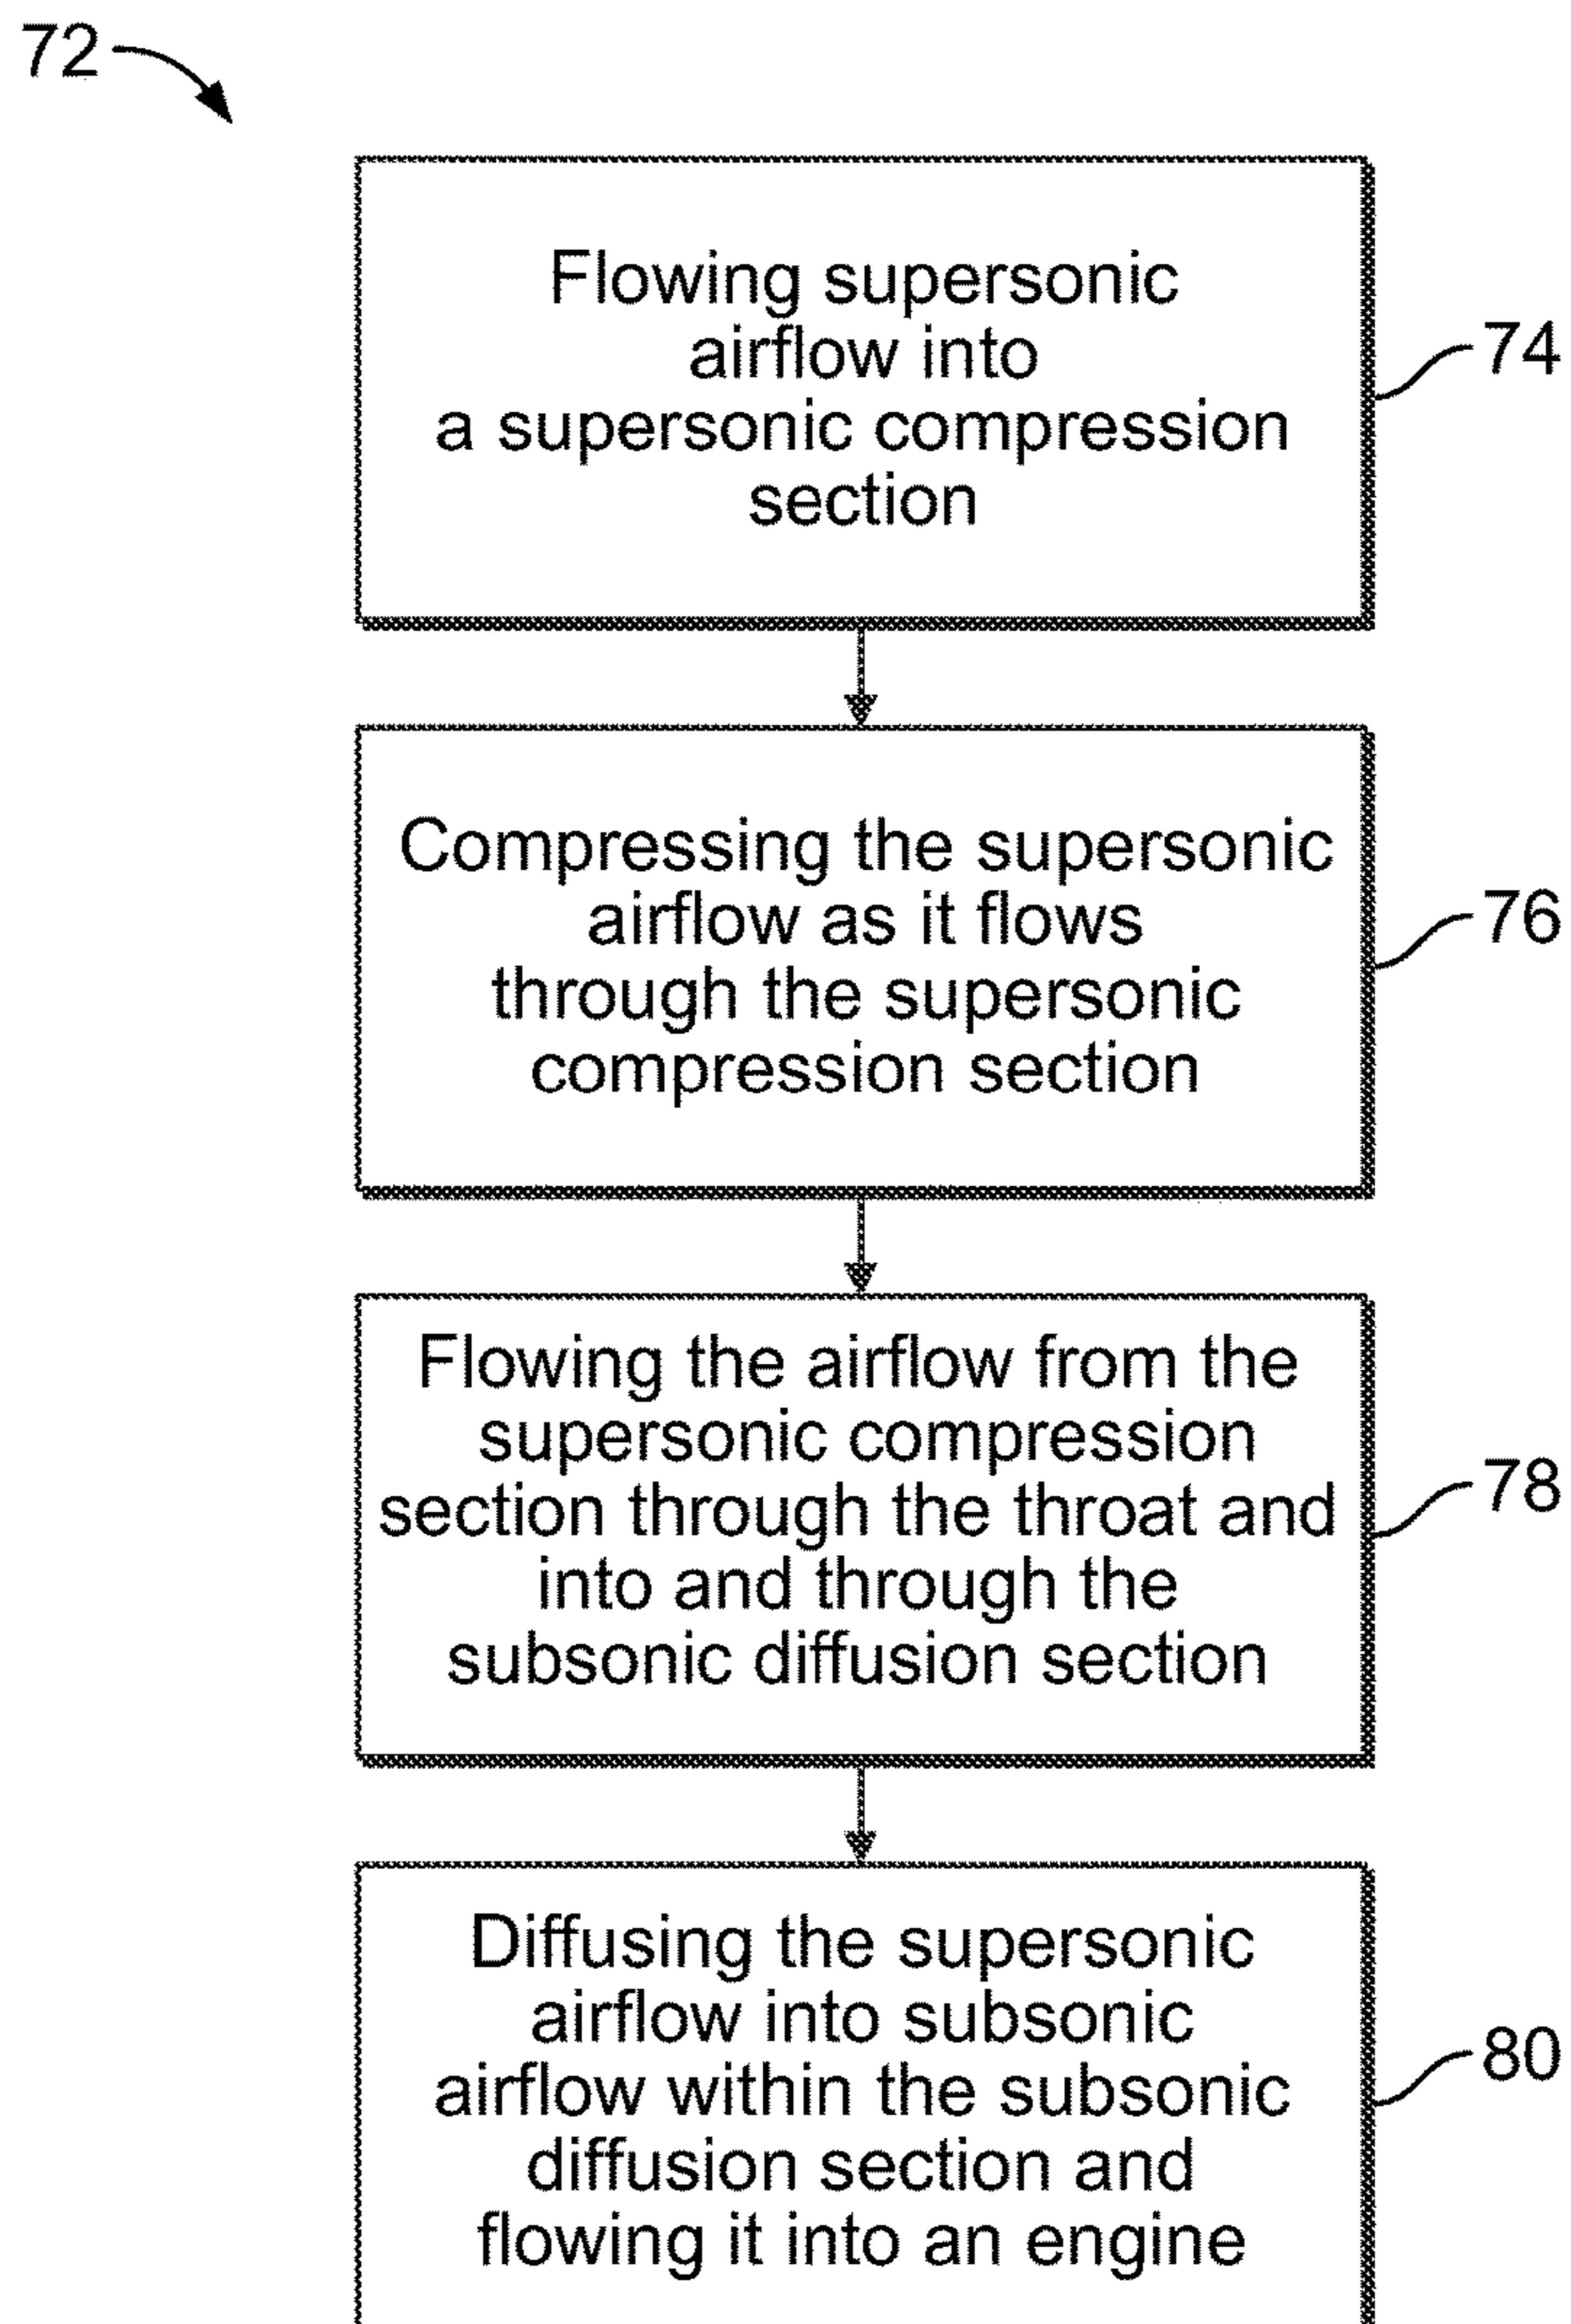 72
Flowing supersonic
airflow into
a supersonic compression
section
74
Compressing the supersonic
airflow as it flows
through the supersonic
compression section
76
Flowing the airflow from the
supersonic compression
section through the throat and
into and through the
subsonic diffusion section
78
Diffusing the supersonic
airflow into subsonic
airflow within the subsonic
diffusion section and
flowing it into an engine
80